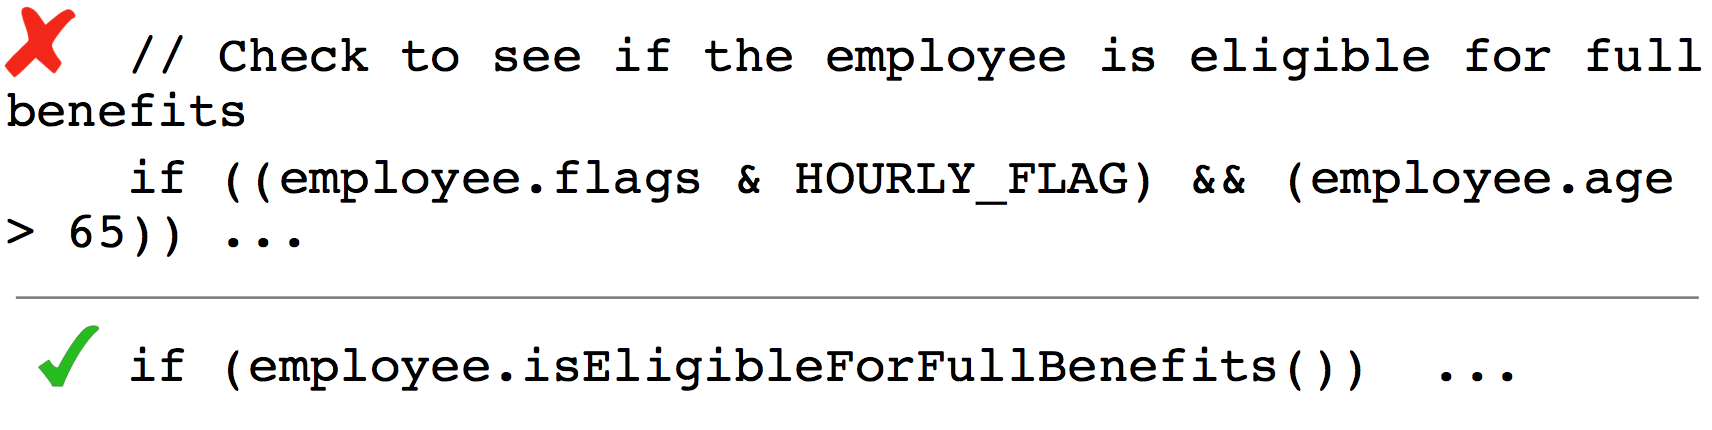 // Check to see if the employee is eligible for full
benefits
if ((employee.flags & HOURLY_FLAG) && (employee.age
> 65)) ...
if (employee.isEligibleForFullBenefits()) ...